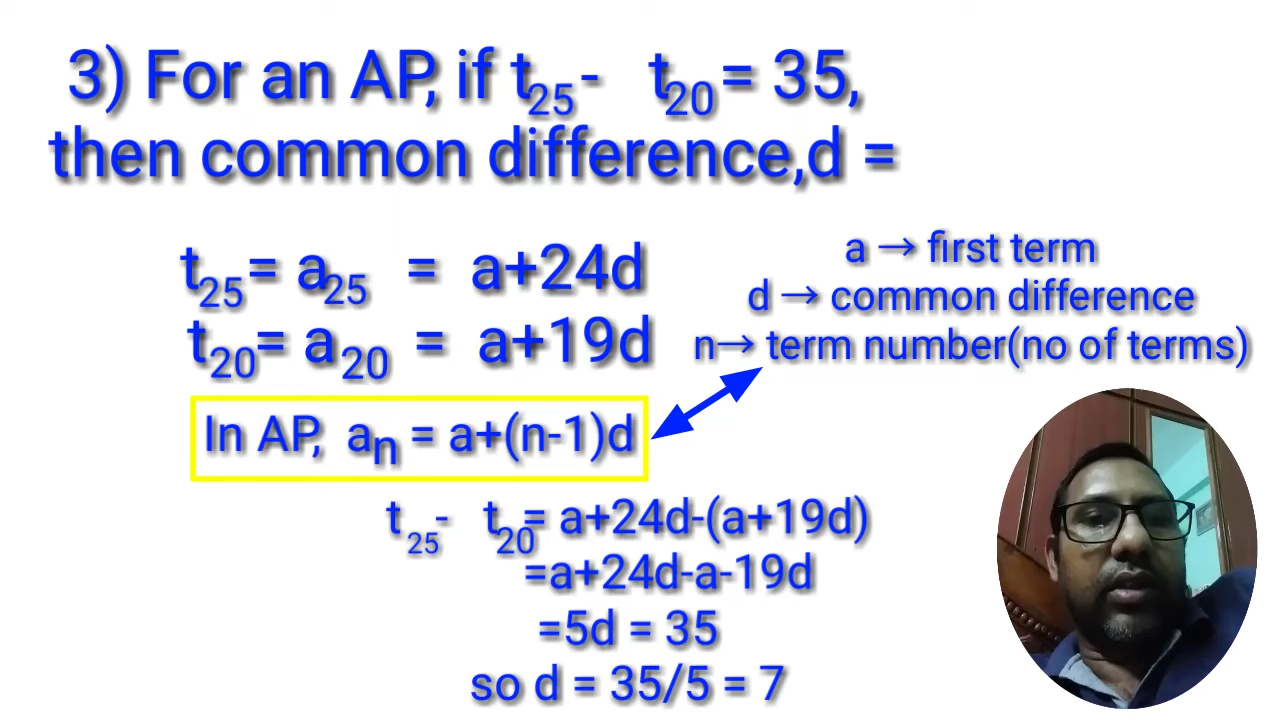 3) For an AP, if t25 - t20 = 35,
then common difference,d =
t25 = a25 = a+24d
t20 = a20 = a+19d
a → first term
d → common difference
n→ term number(no of terms)
In AP, an = a+(n-1)d
t25 - t20 = a+24d-(a+19d)
=a+24d-a-19d
=5d = 35
so d = 35/5 = 7